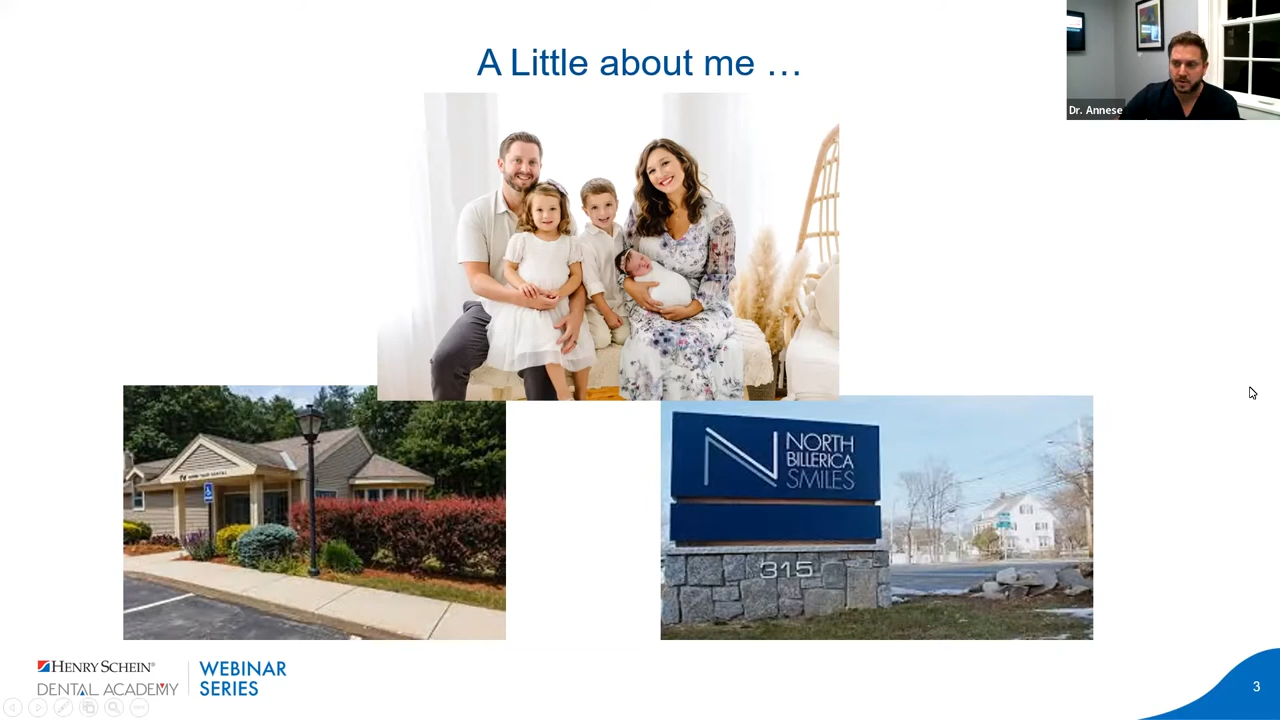 A Little about me …
Dr. Annese
NORTH
BILLERICA
SMILES
315
HENRY SCHEIN®
DENTAL ACADEMY
WEBINAR
SERIES
3